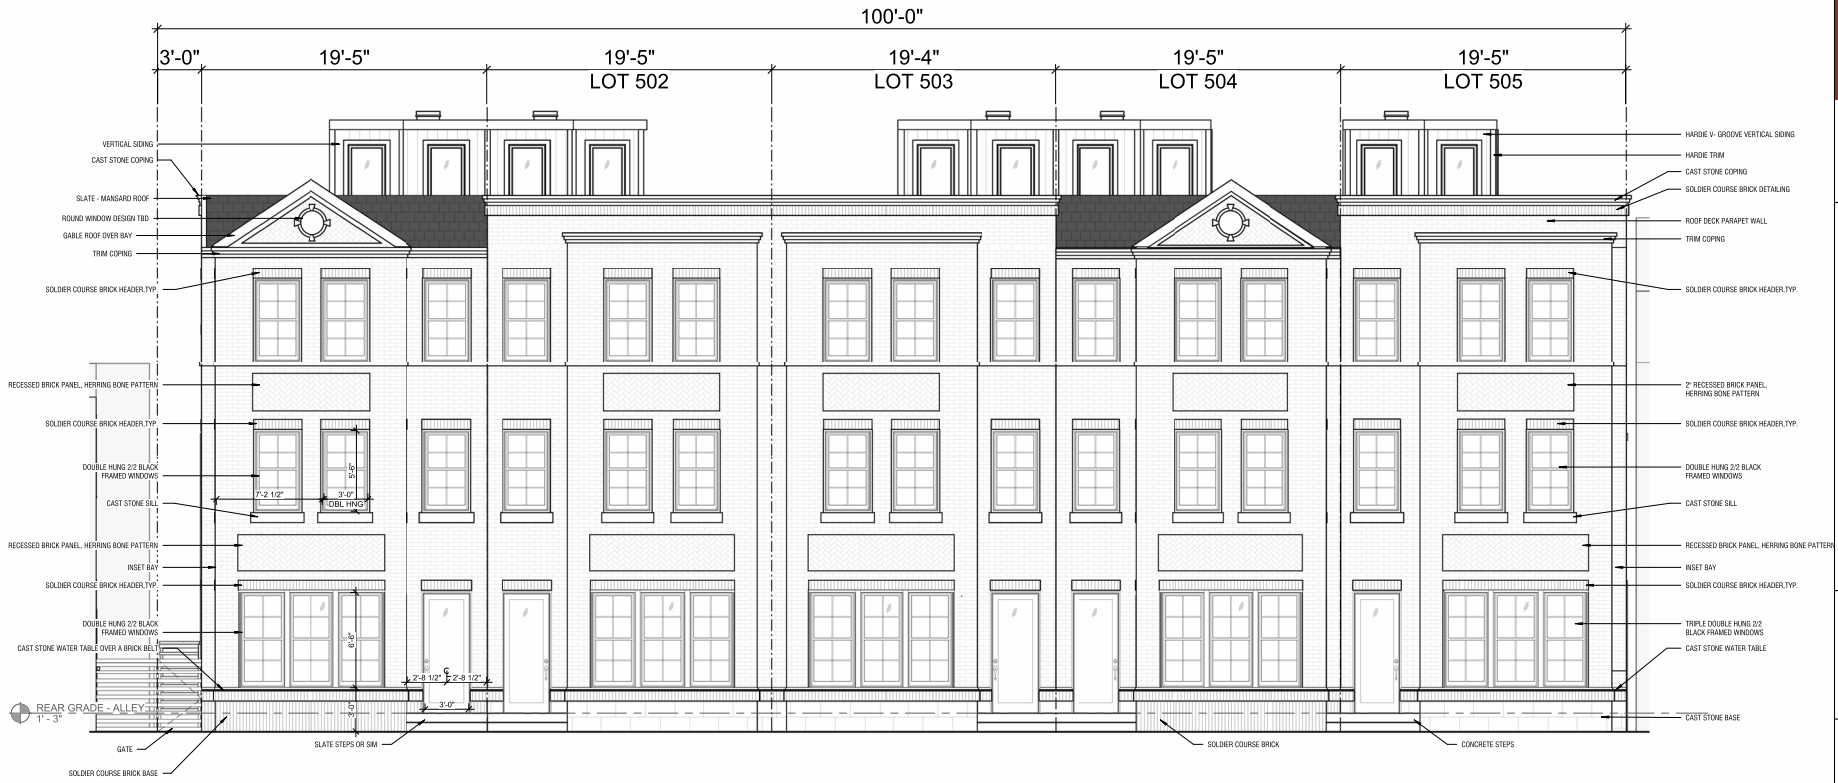 100'-0"
3'-0"
19'-5"
19'-5"
19'-4"
19'-5"
19'-5"
LOT 502
LOT 503
LOT 504
LOT 505
VERTICAL SIDING
CAST STONE COPING
SLATE - MANSARD ROOF
ROUND WINDOW DESIGN TBD
GABLE ROOF OVER BAY
TRIM COPING
SOLDIER COURSE BRICK HEADER,TYP.
RECESSED BRICK PANEL, HERRING BONE PATTERN
SOLDIER COURSE BRICK HEADER,TYP.
DOUBLE HUNG 2/2 BLACK
FRAMED WINDOWS
CAST STONE SILL
RECESSED BRICK PANEL, HERRING BONE PATTERN
INSET BAY
SOLDIER COURSE BRICK HEADER,TYP.
DOUBLE HUNG 2/2 BLACK
FRAMED WINDOWS
CAST STONE WATER TABLE OVER A BRICK BELT
REAR GRADE - ALLEY
1' - 3"
GATE
SOLDIER COURSE BRICK BASE
5'-6"
7'-2 1/2"
3'-0"
DBL HNG
6'-6"
2'-8 1/2"
2'-8 1/2"
3'-0"
3'-0"
SLATE STEPS OR SIM
SOLDIER COURSE BRICK
CONCRETE STEPS
HARDIE V- GROOVE VERTICAL SIDING
HARDIE TRIM
CAST STONE COPING
SOLDIER COURSE BRICK DETAILING
ROOF DECK PARAPET WALL
TRIM COPING
SOLDIER COURSE BRICK HEADER,TYP.
2" RECESSED BRICK PANEL,
HERRING BONE PATTERN
SOLDIER COURSE BRICK HEADER,TYP.
DOUBLE HUNG 2/2 BLACK
FRAMED WINDOWS
CAST STONE SILL
RECESSED BRICK PANEL, HERRING BONE PATTERN
INSET BAY
SOLDIER COURSE BRICK HEADER,TYP.
TRIPLE DOUBLE HUNG 2/2
BLACK FRAMED WINDOWS
CAST STONE WATER TABLE
CAST STONE BASE